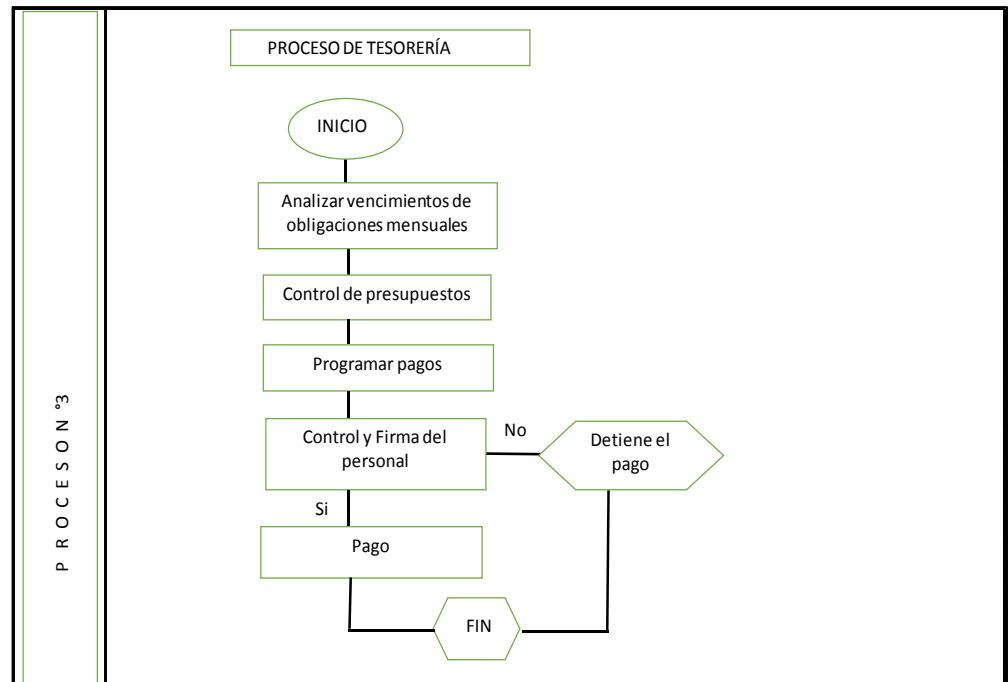 PROCESO DE TESORERÍA
INICIO
Analizar vencimientos de
obligaciones mensuales
Control de presupuestos
Programar pagos
Control y Firma del
personal
No
Detiene el
pago
Si
Pago
FIN
PROCESO N °3